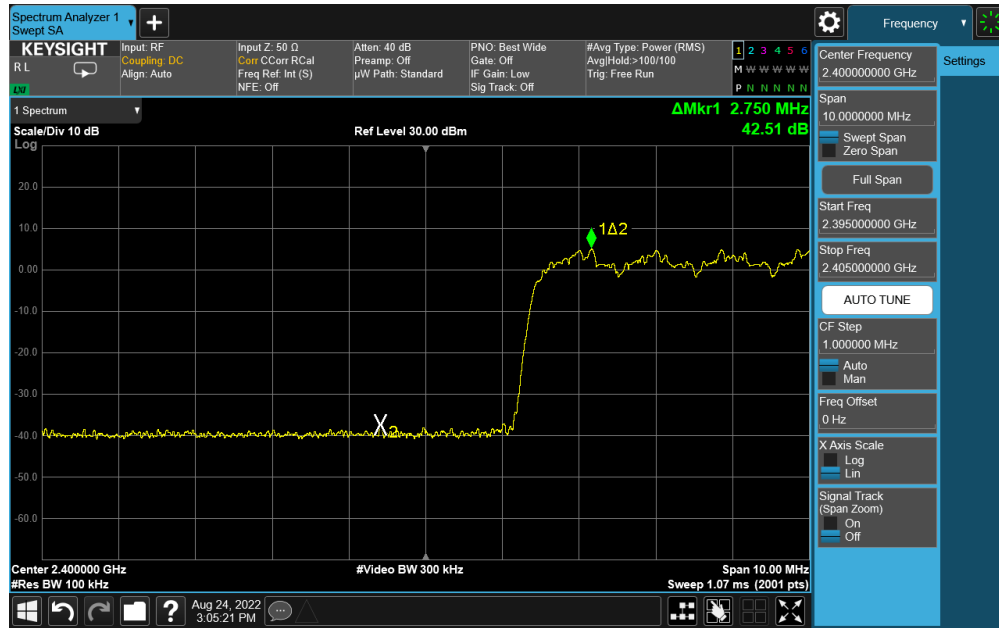 Spectrum Analyzer 1
Swept SA
+
Frequency
KEYSIGHT
R L
LXI
Input: RF
Coupling: DC
Align: Auto
Input Z: 50 Ω
Corr CCorr RCal
Freq Ref: Int (S)
NFE: Off
Atten: 40 dB
Preamp: Off
µW Path: Standard
PNO: Best Wide
Gate: Off
IF Gain: Low
Sig Track: Off
#Avg Type: Power (RMS)
Avg|Hold:>100/100
Trig: Free Run
1 2 3 4 5 6
M W W W W W
P N N N N N
1 Spectrum
Scale/Div 10 dB
Log
Ref Level 30.00 dBm
ΔMkr1 2.750 MHz
42.51 dB
20.0
10.0
0.00
-10.0
-20.0
-30.0
-40.0
-50.0
-60.0
1Δ2
X2
Center 2.400000 GHz
#Res BW 100 kHz
#Video BW 300 kHz
Span 10.00 MHz
Sweep 1.07 ms (2001 pts)
Center Frequency
2.400000000 GHz
Span
10.0000000 MHz
Swept Span
Zero Span
Full Span
Start Freq
2.395000000 GHz
Stop Freq
2.405000000 GHz
AUTO TUNE
CF Step
1.000000 MHz
Auto
Man
Freq Offset
0 Hz
X Axis Scale
Log
Lin
Signal Track
(Span Zoom)
On
Off
Settings
?
Aug 24, 2022
3:05:21 PM